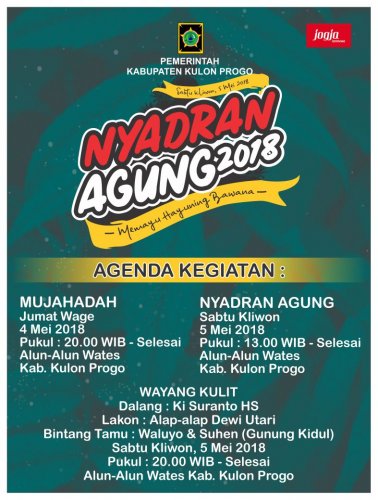 jogja
PEMERINTAH
KABUPATEN KULON PROGO
Sabtu Kliwon, 5 Mei 2018
NYADRAN
AGUNG 2018
- Memayu Hayuning Bawana -
AGENDA KEGIATAN :
MUJAHADAH
Jumat Wage
4 Mei 2018
Pukul : 20.00 WIB - Selesai
Alun-Alun Wates
Kab. Kulon Progo
NYADRAN AGUNG
Sabtu Kliwon
5 Mei 2018
Pukul : 13.00 WIB - Selesai
Alun-Alun Wates
Kab. Kulon Progo
WAYANG KULIT
Dalang : Ki Suranto HS
Lakon : Alap-alap Dewi Utari
Bintang Tamu : Waluyo & Suhen (Gunung Kidul)
Sabtu Kliwon, 5 Mei 2018
Pukul : 20.00 WIB - Selesai
Alun-Alun Wates Kab. Kulon Progo